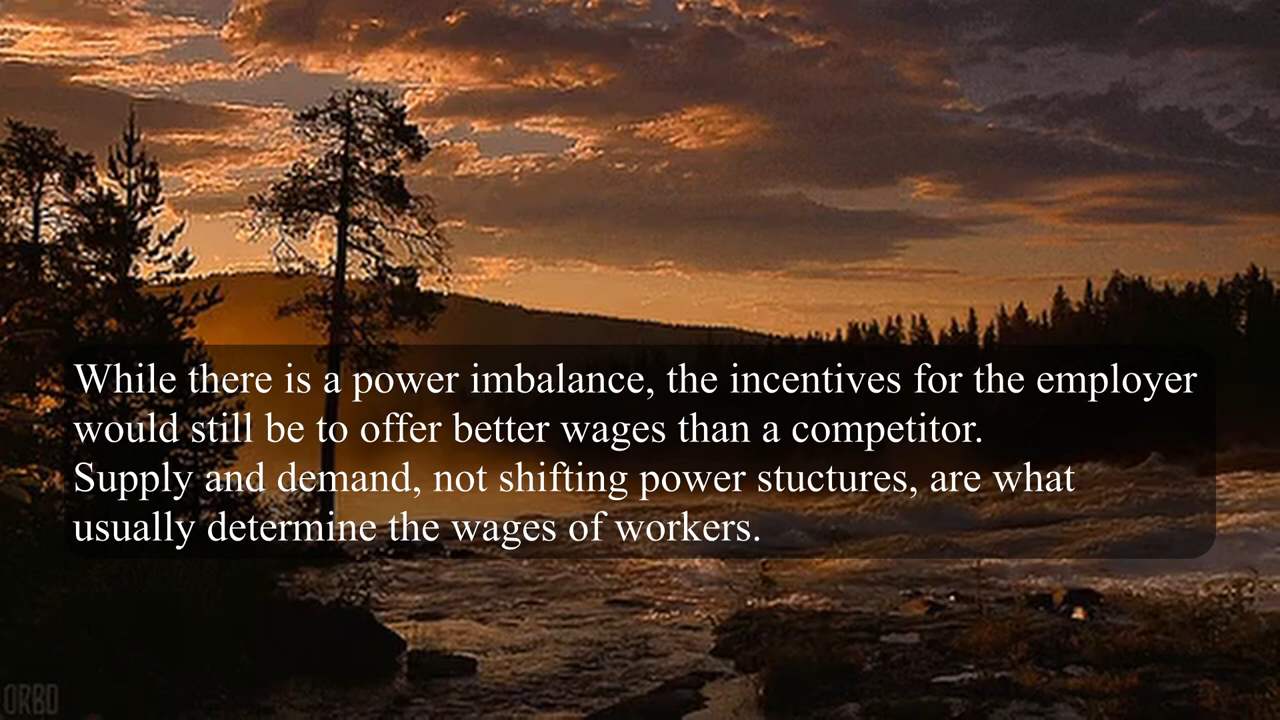 While there is a power imbalance, the incentives for the employer
would still be to offer better wages than a competitor.
Supply and demand, not shifting power stuctures, are what
usually determine the wages of workers.
ORBO